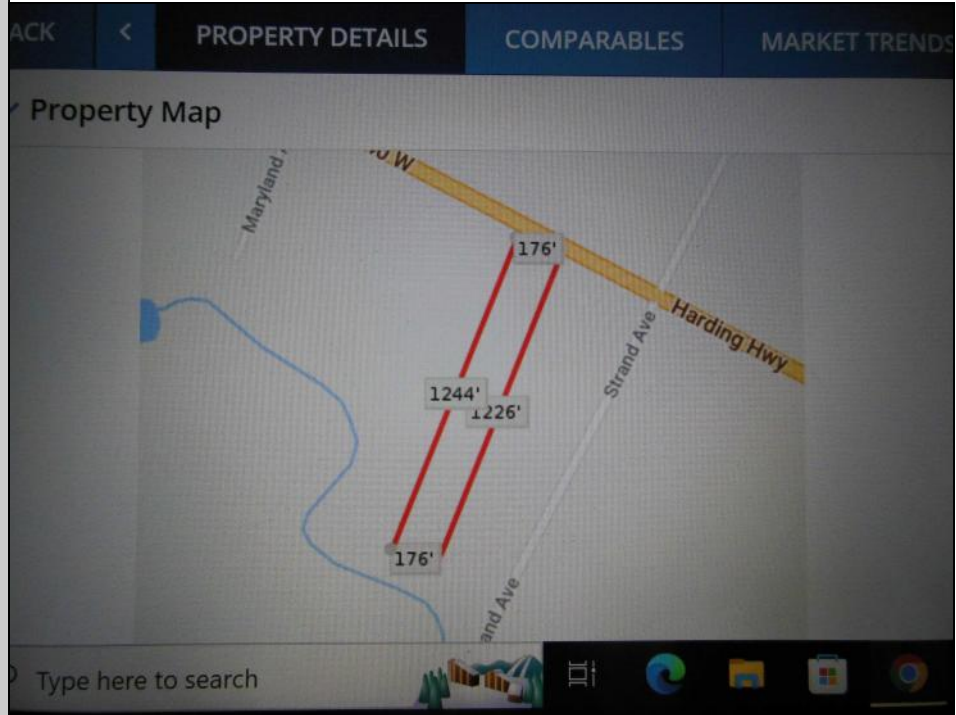 ACK < PROPERTY DETAILS COMPARABLES MARKET TRENDS
Property Map
Maryland
W
176'
Harding Hwy
Strand Ave
1244'
1226'
176'
and Ave
Type here to search